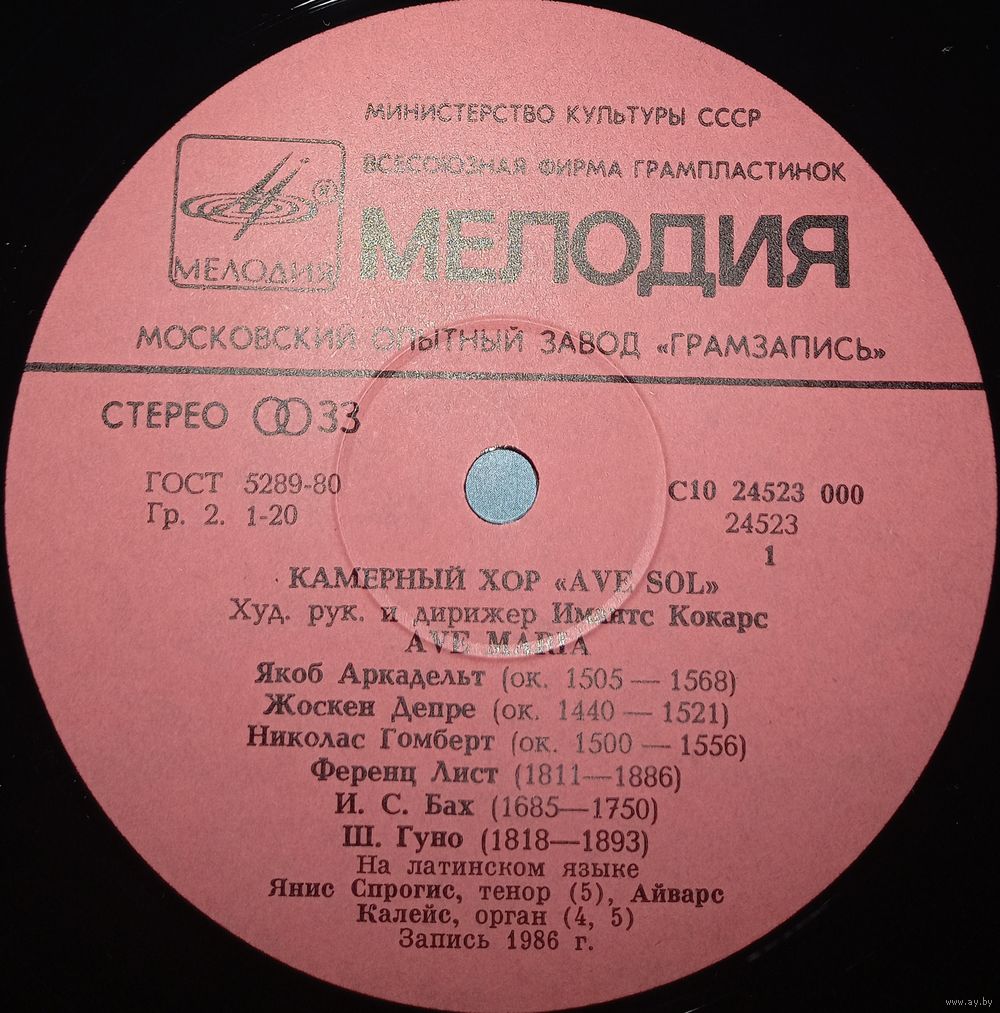 МИНИСТЕРСТВО КУЛЬТУРЫ СССР
ВСЕСОЮЗНАЯ ФИРМА ГРАМПЛАСТИНОК
МЕЛОДИЯ
МЕЛОДИЯ
МОСКОВСКИЙ ОПЫТНЫЙ ЗАВОД «ГРАМЗАПИСЬ»
СТЕРЕО 33
ГОСТ 5289-80
Гр. 2. 1-20
С10 24523 000
24523
1
КАМЕРНЫЙ ХОР «AVE SOL»
Худ. рук. и дирижер Имантс Кокарс
AVE MARIA
Якоб Аркадельт (ок. 1505 — 1568)
Жоскен Депре (ок. 1440 — 1521)
Николас Гомберт (ок. 1500 — 1556)
Ференц Лист (1811—1886)
И. С. Бах (1685—1750)
Ш. Гуно (1818—1893)
На латинском языке
Янис Спрогис, тенор (5), Айварс
Калейс, орган (4, 5)
Запись 1986 г.
www.ay.by